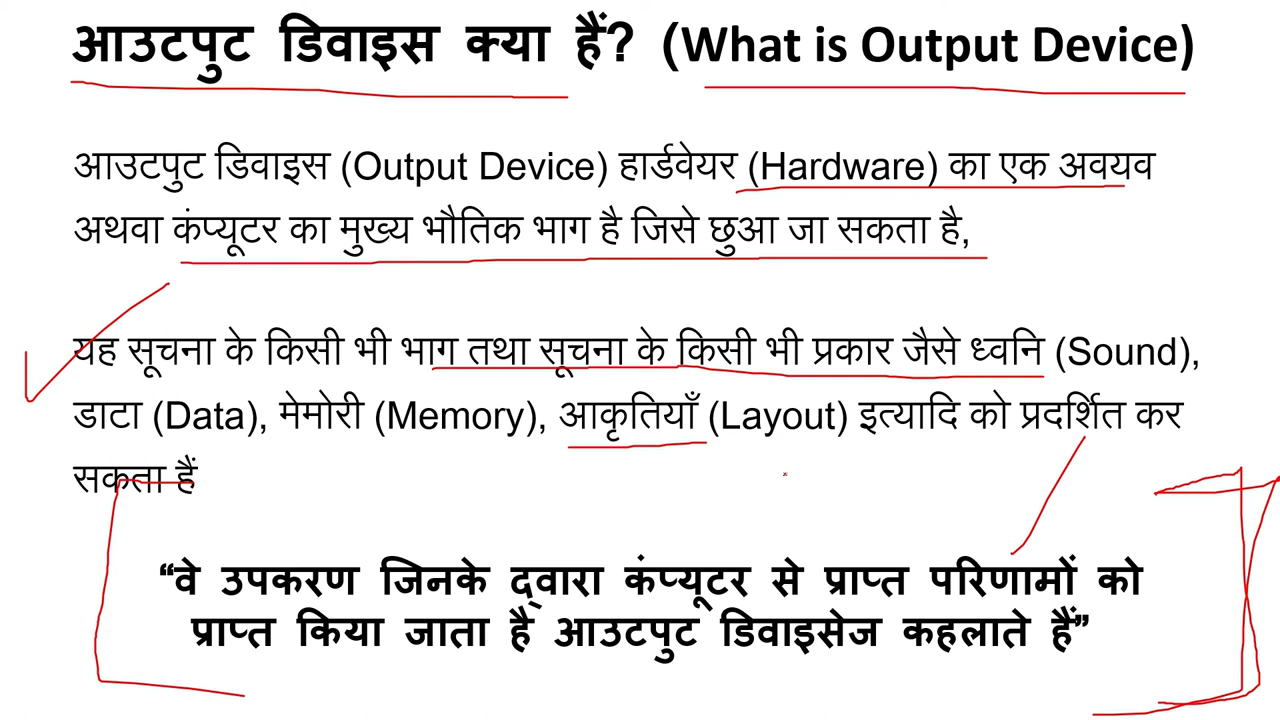 आउटपुट डिवाइस क्या हैं? (What is Output Device)
आउटपुट डिवाइस (Output Device) हार्डवेयर (Hardware) का एक अवयव
अथवा कंप्यूटर का मुख्य भौतिक भाग है जिसे छुआ जा सकता है,
यह सूचना के किसी भी भाग तथा सूचना के किसी भी प्रकार जैसे ध्वनि (Sound),
डाटा (Data), मेमोरी (Memory), आकृतियाँ (Layout) इत्यादि को प्रदर्शित कर
सकता हैं
“वे उपकरण जिनके द्वारा कंप्यूटर से प्राप्त परिणामों को
प्राप्त किया जाता है आउटपुट डिवाइसेज कहलाते हैं”